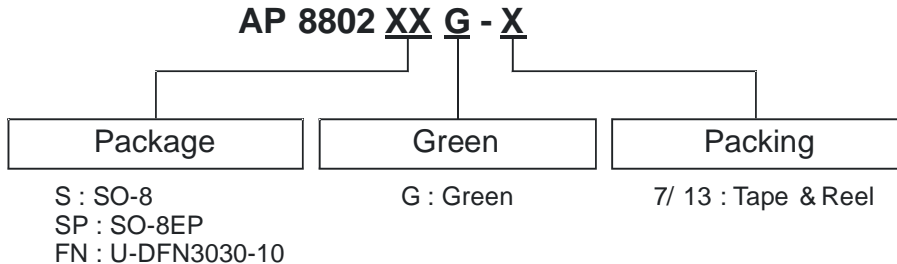 AP 8802 XX G - X
Package
Green
Packing
S : SO-8
SP : SO-8EP
FN : U-DFN3030-10
G : Green
7/ 13 : Tape & Reel